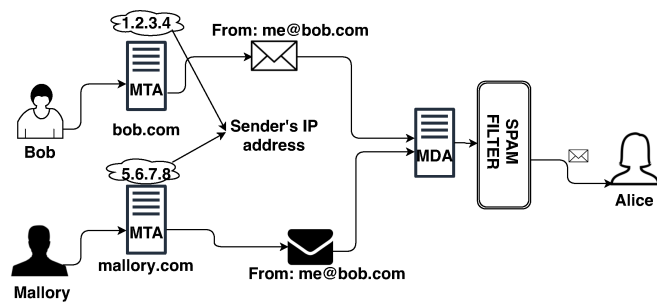 1.2.3.4
From: me@bob.com
MTA
bob.com
Bob
Sender's IP
address
5.6.7.8
MTA
mallory.com
Mallory
From: me@bob.com
MDA
SPAM
FILTER
Alice